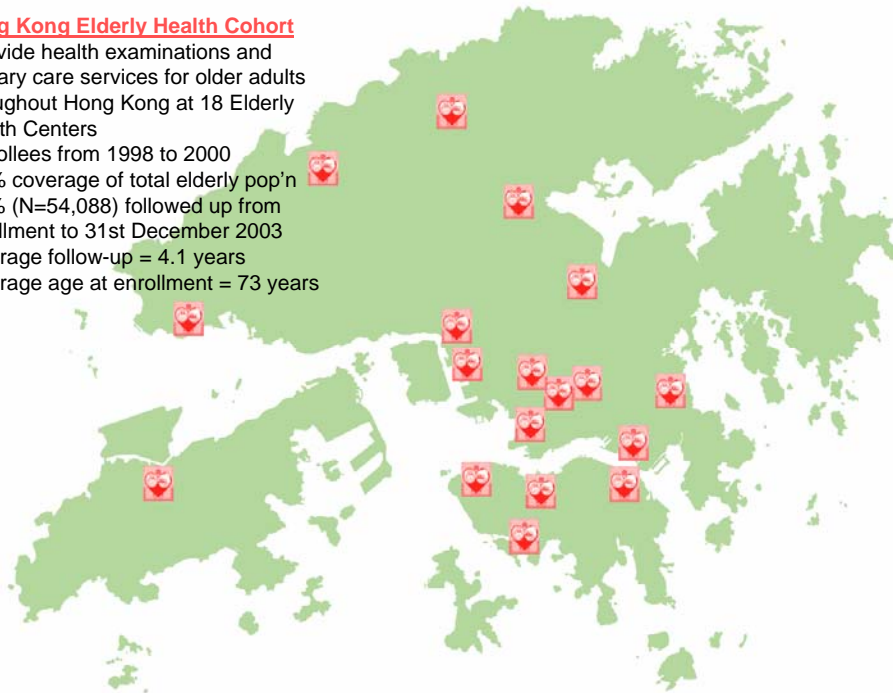 g Kong Elderly Health Cohort
vide health examinations and
ary care services for older adults
ughout Hong Kong at 18 Elderly
th Centers
ollees from 1998 to 2000
% coverage of total elderly pop'n
% (N=54,088) followed up from
llment to 31st December 2003
rage follow-up = 4.1 years
rage age at enrollment = 73 years